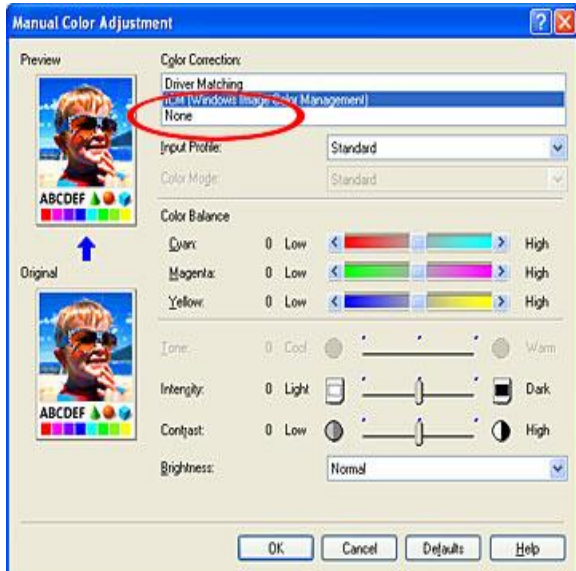 Manual Color Adjustment
Preview
ABCDEF
Original
ABCDEF
Color Correction:
Driver Matching
ICM (Windows Image Color Management)
None
Input Profile: Standard
Color Mode: Standard
Color Balance
Cyan: 0 Low High
Magenta: 0 Low High
Yellow: 0 Low High
Tone: 0 Cool Warm
Intensity: 0 Light Dark
Contrast: 0 Low High
Brightness: Normal
OK Cancel Defaults Help